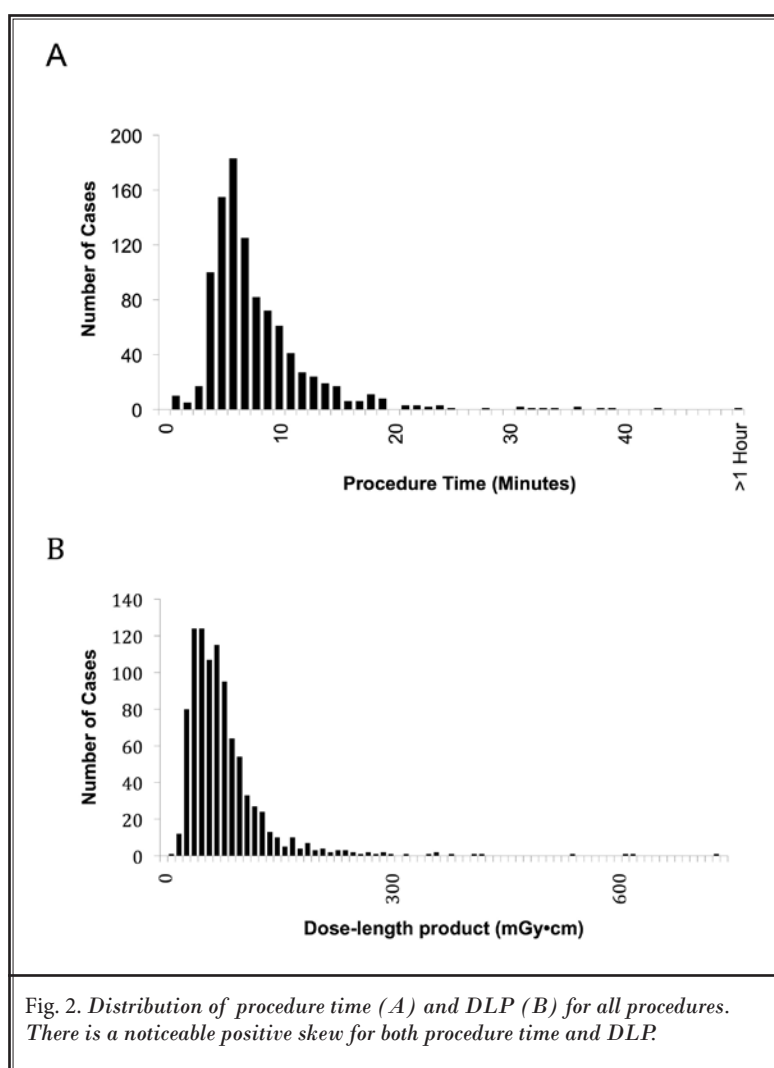 A
200
160
120
80
40
0
Number of Cases
0
10
20
30
40
>1 Hour
Procedure Time (Minutes)
B
140
120
100
80
60
40
20
0
Number of Cases
0
300
600
Dose-length product (mGy•cm)
Fig. 2. Distribution of procedure time (A) and DLP (B) for all procedures.
There is a noticeable positive skew for both procedure time and DLP.